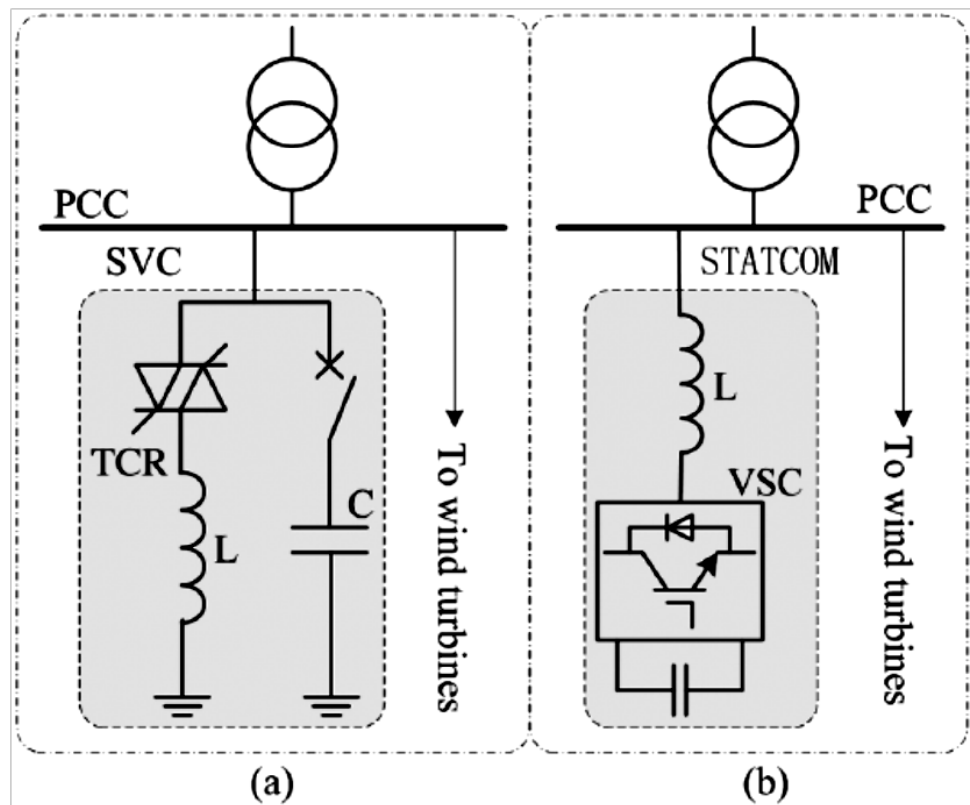 PCC
SVC
TCR
L
C
To wind turbines
(a)
PCC
STATCOM
L
VSC
To wind turbines
(b)